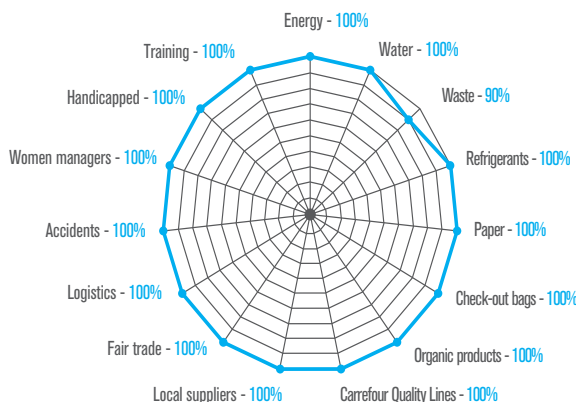 Energy - 100%
Water - 100%
Waste - 90%
Refrigerants - 100%
Paper - 100%
Check-out bags - 100%
Organic products - 100%
Carrefour Quality Lines - 100%
Local suppliers - 100%
Fair trade - 100%
Logistics - 100%
Accidents - 100%
Women managers - 100%
Handicapped - 100%
Training - 100%